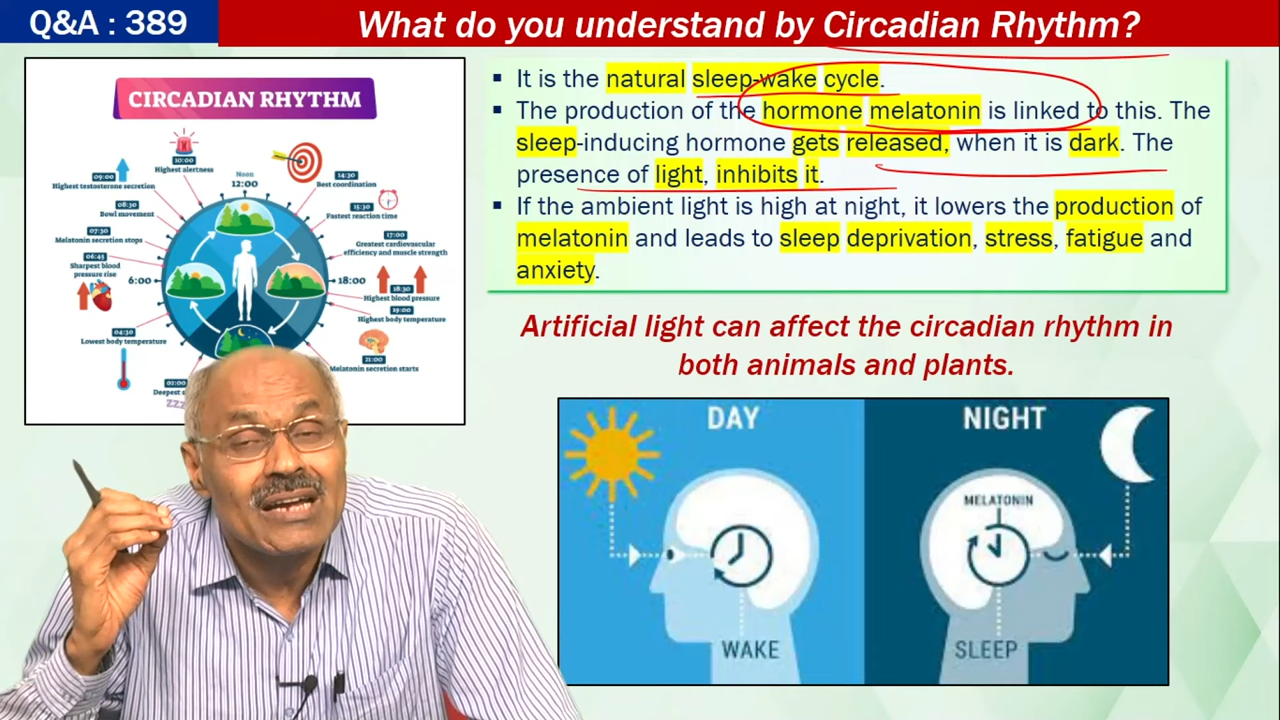 Q&A : 389
What do you understand by Circadian Rhythm?
CIRCADIAN RHYTHM
10:00
Highest alertness
09:00
Highest testosterone secretion
08:30
Bowl movement
07:30
Melatonin secretion stops
06:45
Sharpest blood
pressure rise
6:00
04:30
Lowest body temperature
01:00
Deepest
zzz
Noon
12:00
14:30
Best coordination
15:30
Fastest reaction time
17:00
Greatest cardiovascular
efficiency and muscle strength
18:00
18:30
Highest blood pressure
19:00
Highest body temperature
21:00
Melatonin secretion starts
▪ It is the natural sleep-wake cycle.
▪ The production of the hormone melatonin is linked to this. The
sleep-inducing hormone gets released, when it is dark. The
presence of light, inhibits it.
▪ If the ambient light is high at night, it lowers the production of
melatonin and leads to sleep deprivation, stress, fatigue and
anxiety.
Artificial light can affect the circadian rhythm in
both animals and plants.
DAY
WAKE
NIGHT
MELATONIN
SLEEP